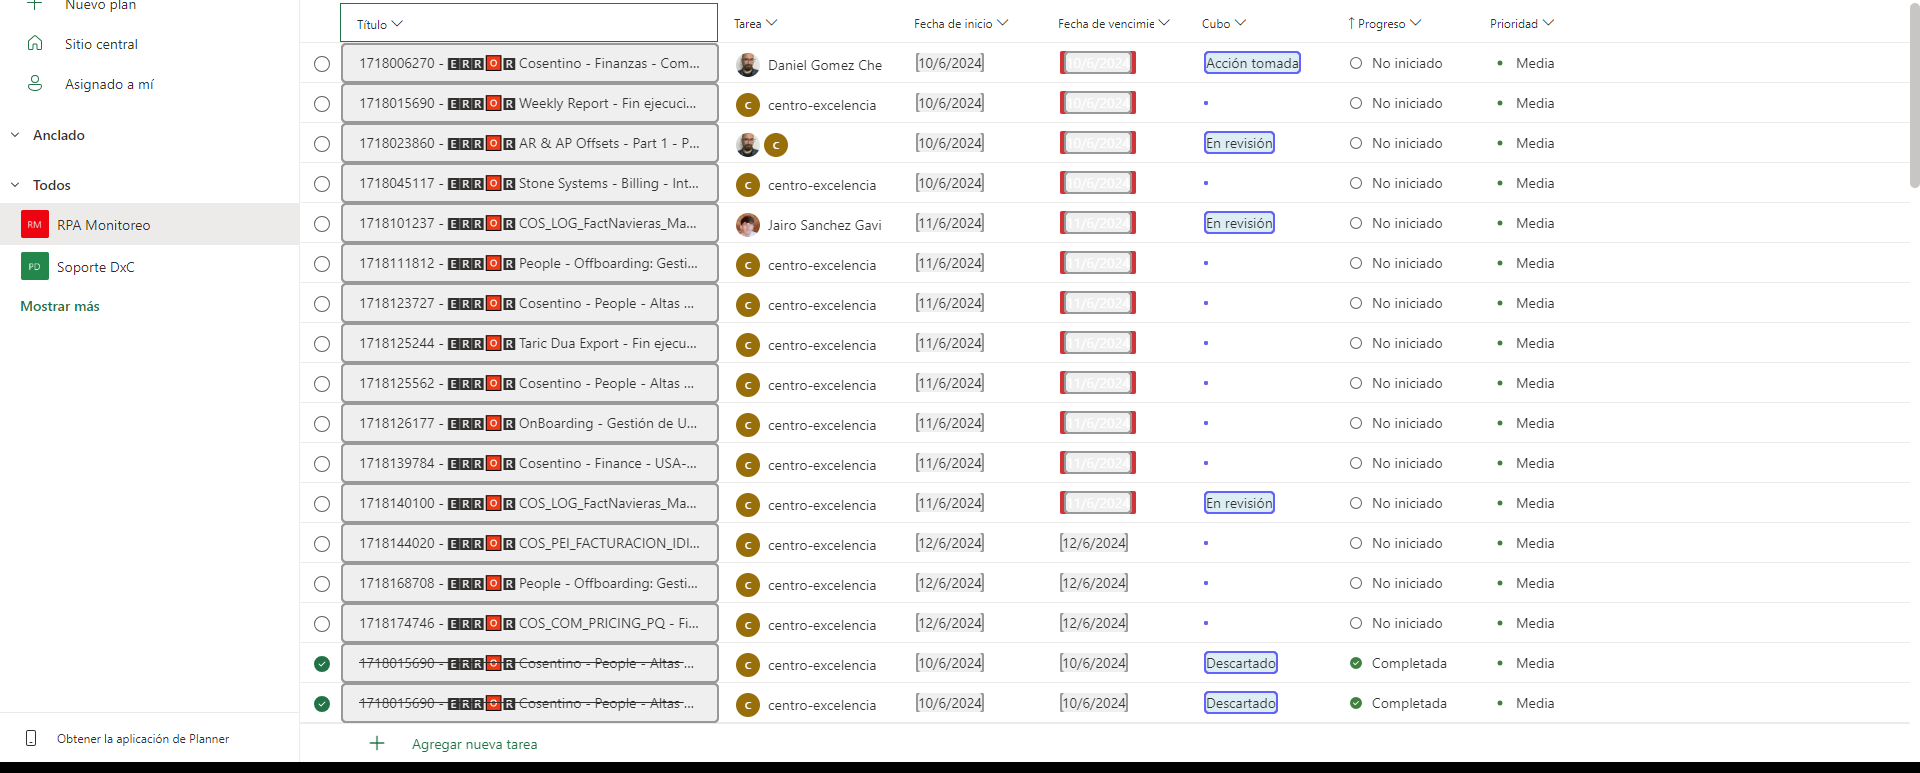 Nuevo plan
Sitio central
Asignado a mí
Anclado
Todos
RM RPA Monitoreo
PD Soporte DxC
Mostrar más
Obtener la aplicación de Planner
Título Tarea Fecha de inicio Fecha de vencimie Cubo ↑ Progreso Prioridad
1718006270 - ERROR Cosentino - Finanzas - Com... Daniel Gomez Che 10/6/2024 10/6/2024 Acción tomada No iniciado Media
1718015690 - ERROR Weekly Report - Fin ejecuci... C centro-excelencia 10/6/2024 10/6/2024 No iniciado Media
1718023860 - ERROR AR & AP Offsets - Part 1 - P... C 10/6/2024 10/6/2024 En revisión No iniciado Media
1718045117 - ERROR Stone Systems - Billing - Int... C centro-excelencia 10/6/2024 10/6/2024 No iniciado Media
1718101237 - ERROR COS_LOG_FactNavieras_Ma... Jairo Sanchez Gavi 11/6/2024 11/6/2024 En revisión No iniciado Media
1718111812 - ERROR People - Offboarding: Gesti... C centro-excelencia 11/6/2024 11/6/2024 No iniciado Media
1718123727 - ERROR Cosentino - People - Altas ... C centro-excelencia 11/6/2024 11/6/2024 No iniciado Media
1718125244 - ERROR Taric Dua Export - Fin ejecu... C centro-excelencia 11/6/2024 11/6/2024 No iniciado Media
1718125562 - ERROR Cosentino - People - Altas ... C centro-excelencia 11/6/2024 11/6/2024 No iniciado Media
1718126177 - ERROR OnBoarding - Gestión de U... C centro-excelencia 11/6/2024 11/6/2024 No iniciado Media
1718139784 - ERROR Cosentino - Finance - USA-... C centro-excelencia 11/6/2024 11/6/2024 No iniciado Media
1718140100 - ERROR COS_LOG_FactNavieras_Ma... C centro-excelencia 11/6/2024 11/6/2024 En revisión No iniciado Media
1718144020 - ERROR COS_PEI_FACTURACION_IDI... C centro-excelencia 12/6/2024 12/6/2024 No iniciado Media
1718168708 - ERROR People - Offboarding: Gesti... C centro-excelencia 12/6/2024 12/6/2024 No iniciado Media
1718174746 - ERROR COS_COM_PRICING_PQ - Fi... C centro-excelencia 12/6/2024 12/6/2024 No iniciado Media
1718015690 - ERROR Cosentino - People - Altas ... C centro-excelencia 10/6/2024 10/6/2024 Descartado Completada Media
1718015690 - ERROR Cosentino - People - Altas ... C centro-excelencia 10/6/2024 10/6/2024 Descartado Completada Media
Agregar nueva tarea